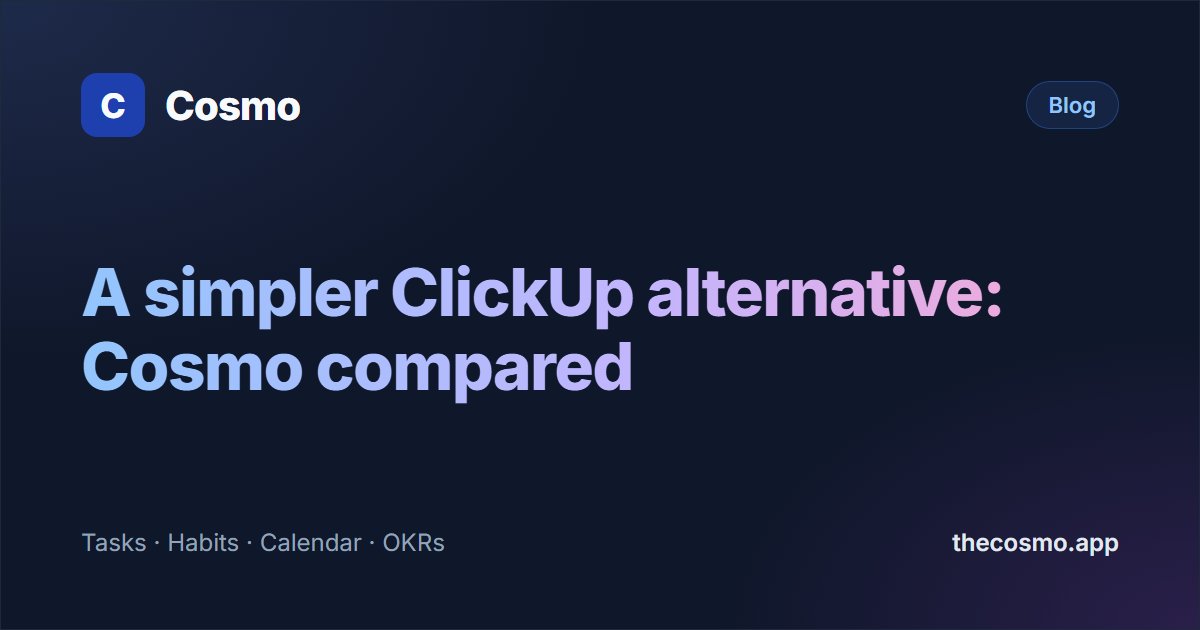 C Cosmo
Blog
A simpler ClickUp alternative:
Cosmo compared
Tasks · Habits · Calendar · OKRs
thecosmo.app